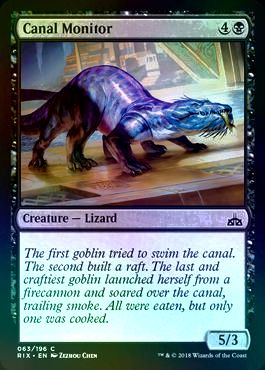 Canal Monitor 4
Creature — Lizard
The first goblin tried to swim the canal.
The second built a raft. The last and
craftiest goblin launched herself from a
firecannon and soared over the canal,
trailing smoke. All were eaten, but only
one was cooked.
5/3
063/196 C
RIX • EN ZEZHOU CHEN
™ & © 2018 Wizards of the Coast